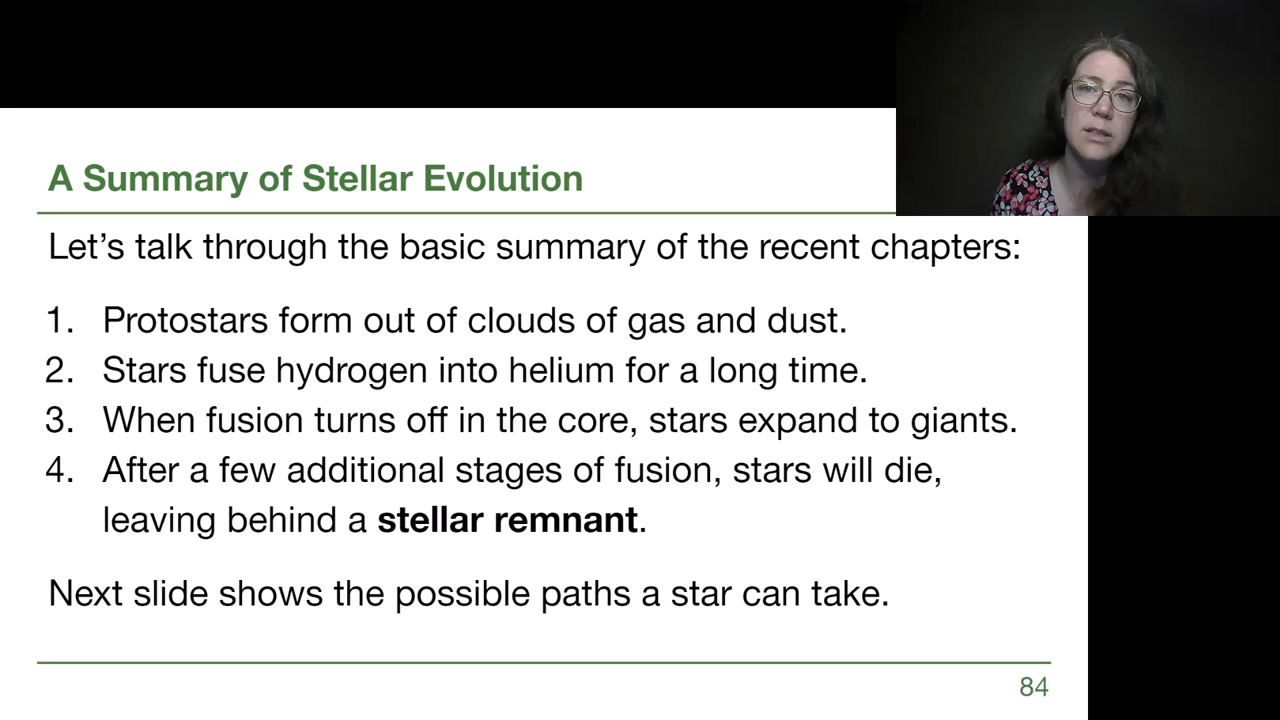 A Summary of Stellar Evolution
Let’s talk through the basic summary of the recent chapters:
1. Protostars form out of clouds of gas and dust.
2. Stars fuse hydrogen into helium for a long time.
3. When fusion turns off in the core, stars expand to giants.
4. After a few additional stages of fusion, stars will die,
leaving behind a stellar remnant.
Next slide shows the possible paths a star can take.
84